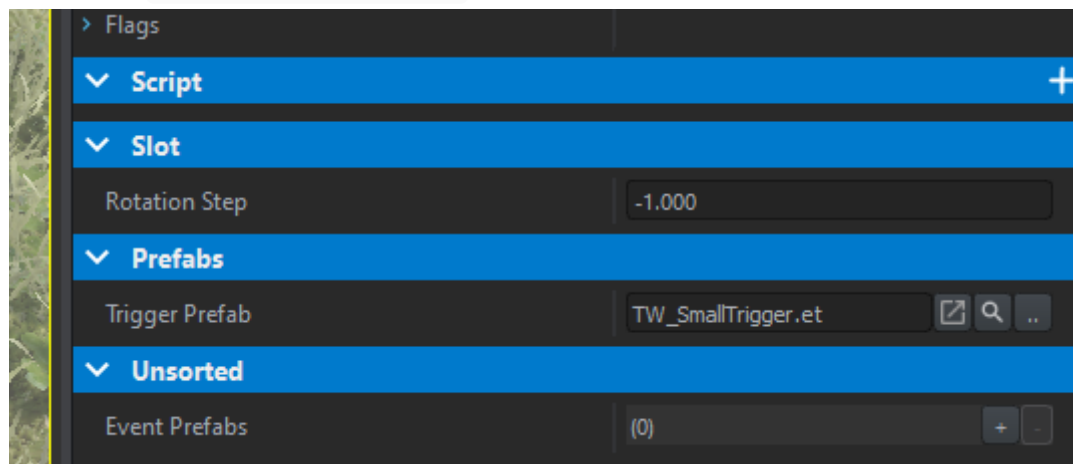 Flags
Script
Slot
Rotation Step -1.000
Prefabs
Trigger Prefab TW_SmallTrigger.et ..
Unsorted
Event Prefabs (0) + -